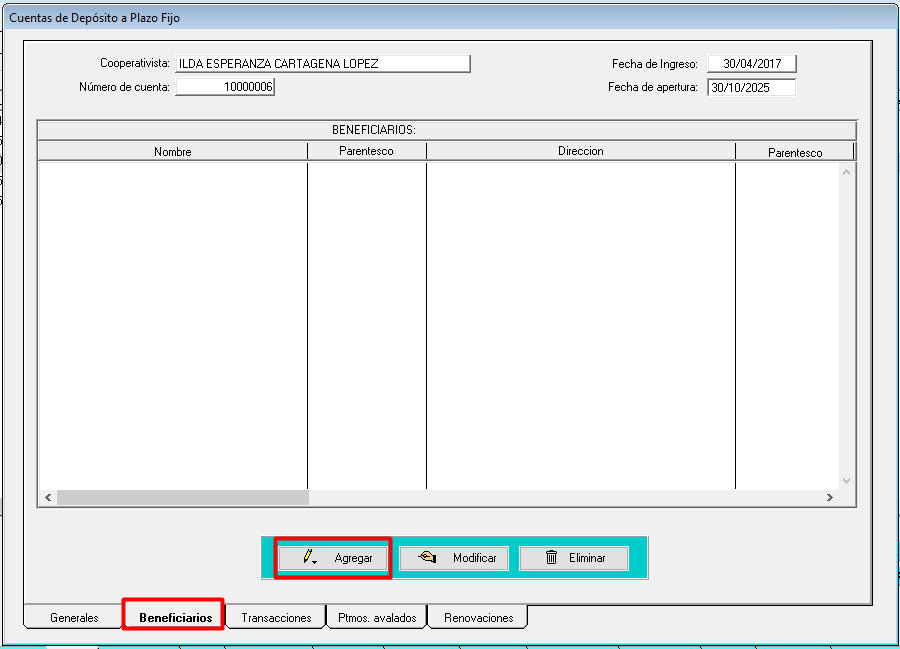 Cuentas de Depósito a Plazo Fijo
Cooperativista: ILDA ESPERANZA CARTAGENA LOPEZ Fecha de Ingreso: 30/04/2017
Número de cuenta: 10000006 Fecha de apertura: 30/10/2025
BENEFICIARIOS:
Nombre Parentesco Direccion Parentesco
Agregar Modificar Eliminar
Generales Beneficiarios Transacciones Ptmos. avalados Renovaciones